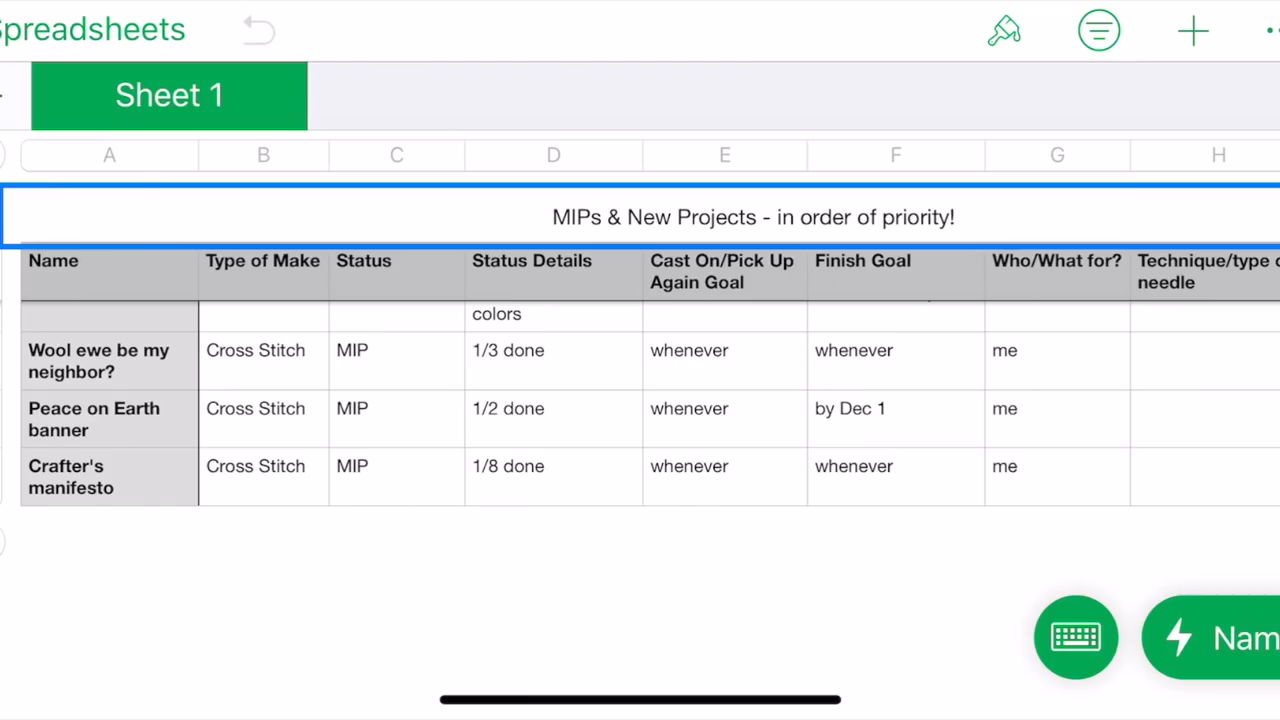 Spreadsheets
Sheet 1
A B C D E F G H
MIPs & New Projects - in order of priority!
Name Type of Make Status Status Details Cast On/Pick Up Again Goal Finish Goal Who/What for? Technique/type needle
colors
Wool ewe be my neighbor? Cross Stitch MIP 1/3 done whenever whenever me
Peace on Earth banner Cross Stitch MIP 1/2 done whenever by Dec 1 me
Crafter's manifesto Cross Stitch MIP 1/8 done whenever whenever me
Nam